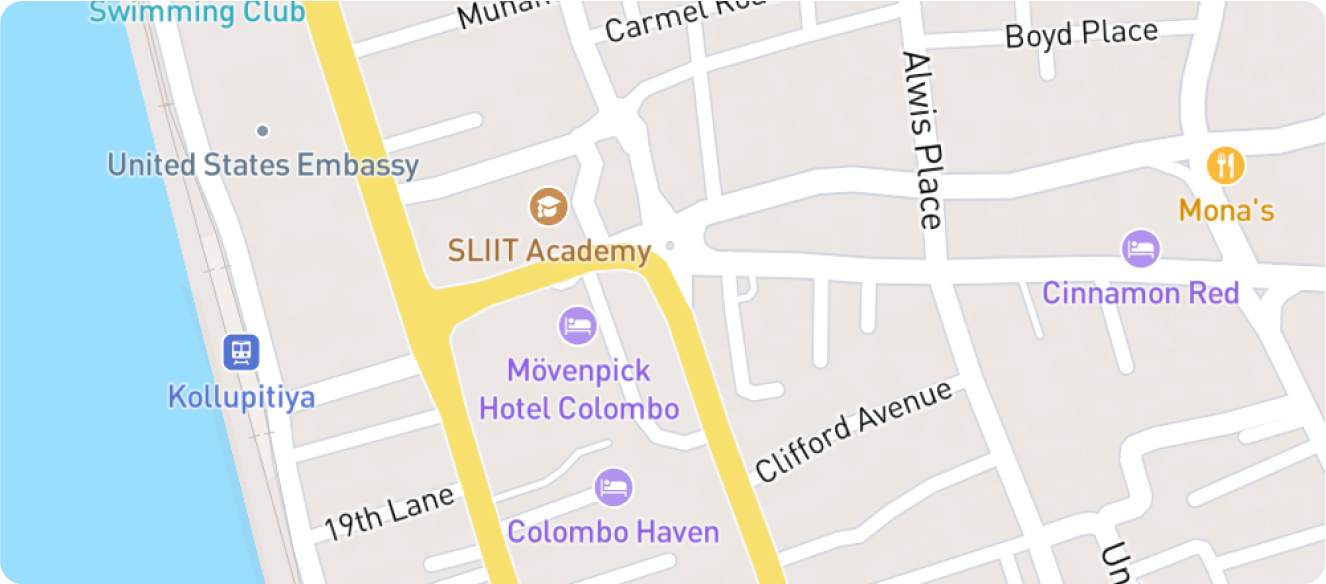 Swimming Club
Carmel
Boyd Place
Alwis Place
United States Embassy
Mona's
SLIIT Academy
Cinnamon Red
Mövenpick
Hotel Colombo
Kollupitiya
Clifford Avenue
19th Lane
Colombo Haven